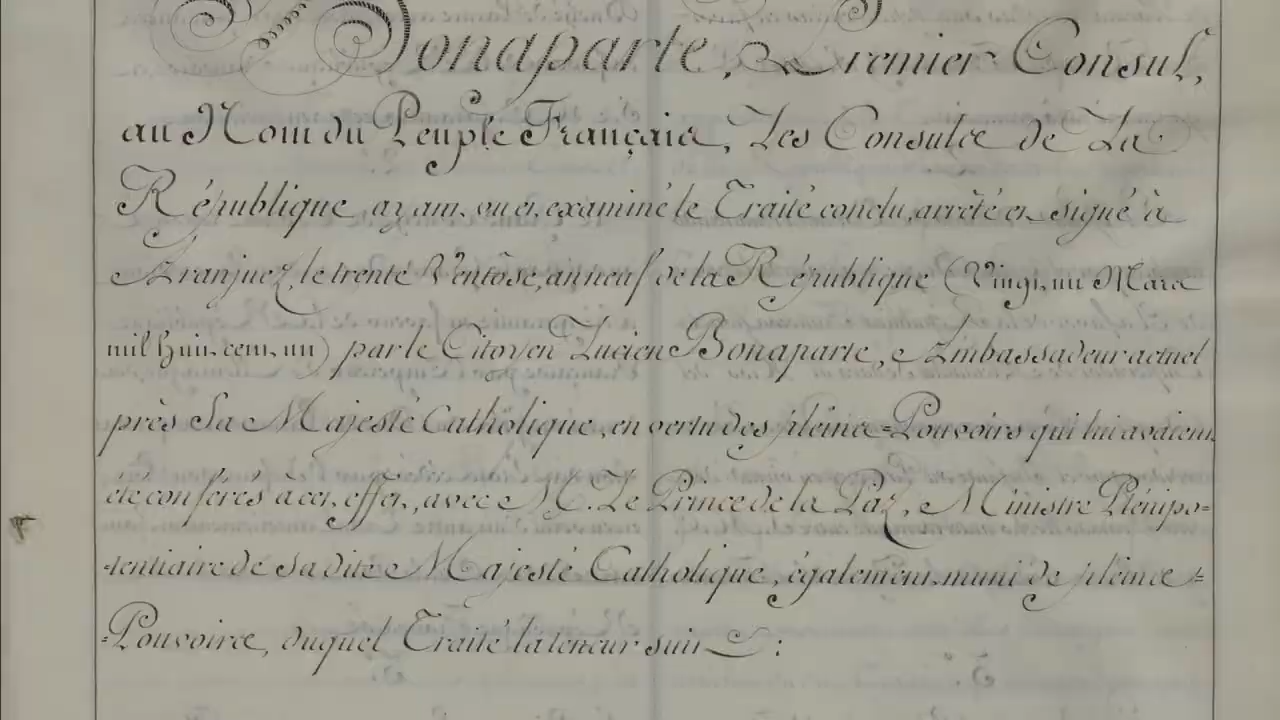 Bonaparte, Premier Consul,
au Nom du Peuple Français, Les Consuls de La
République ayant vu et examiné le Traité conclu, arrêté et signé à
Aranjuez, le trente Ventôse, an neuf de la République (Vingt un Mars
mil huit cent un) par le Citoyen Lucien Bonaparte, Ambassadeur actuel
près Sa Majesté Catholique, en vertu des pleins=Pouvoirs qui lui avaient
été conférés à cet effet, avec M. Le Prince de la Paz, Ministre Plénipo=
=tentiaire de Sa dite Majesté Catholique, également muni de pleins=
=Pouvoirs, duquel Traité la teneur suit :